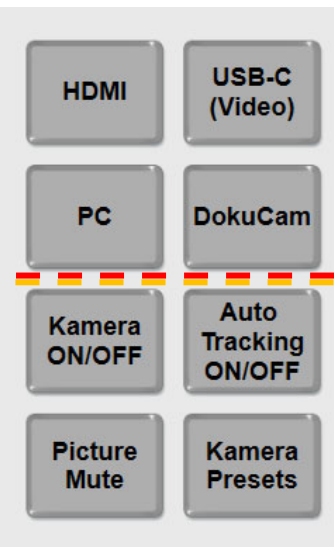 HDMI
USB-C
(Video)
PC
DokuCam
Kamera
ON/OFF
Auto
Tracking
ON/OFF
Picture
Mute
Kamera
Presets